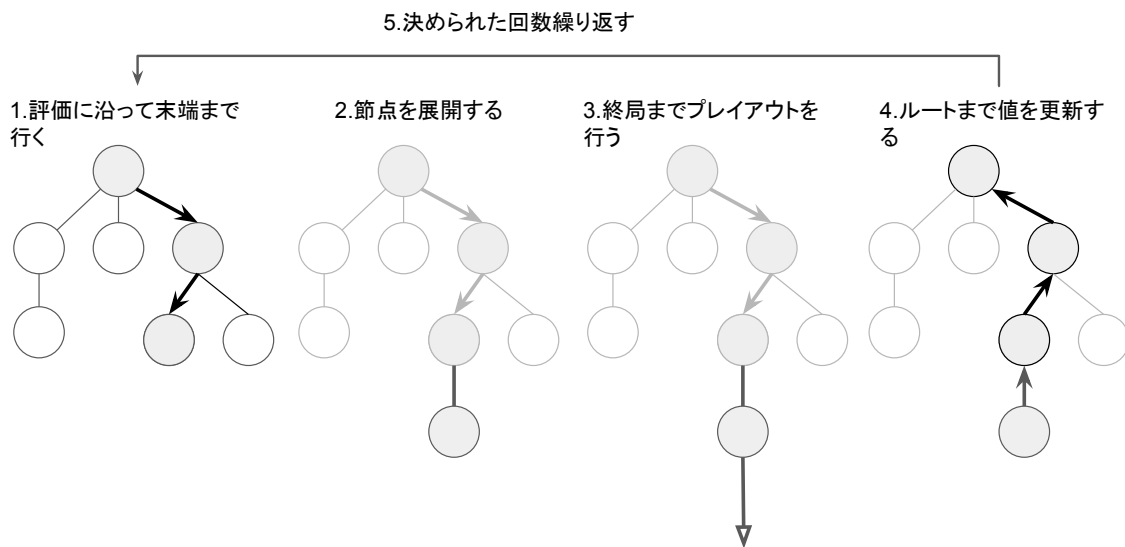 5.決められた回数繰り返す
1.評価に沿って末端まで
行く
2.節点を展開する
3.終局までプレイアウトを
行う
4.ルートまで値を更新す
る